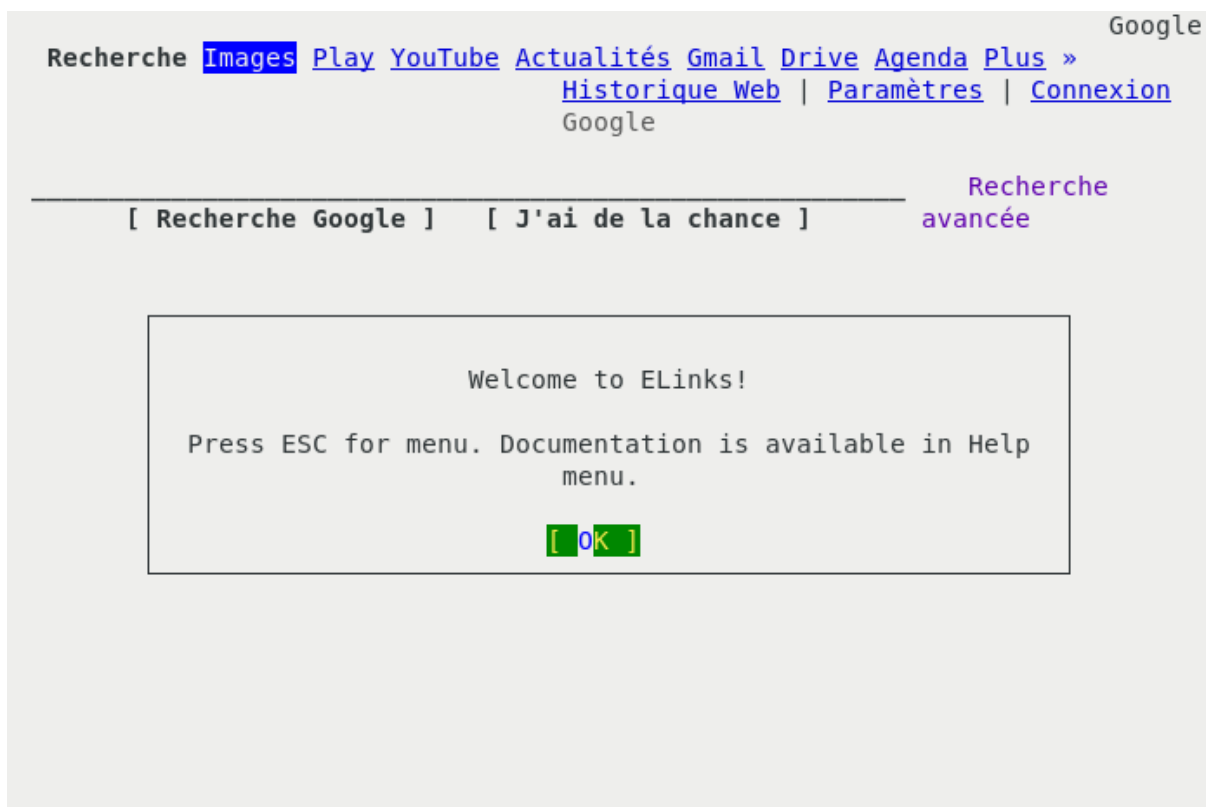 Google
Recherche Images Play YouTube Actualités Gmail Drive Agenda Plus »
Historique Web | Paramètres | Connexion
Google
Recherche
[ Recherche Google ] [ J'ai de la chance ] avancée
Welcome to ELinks!
Press ESC for menu. Documentation is available in Help
menu.
[ OK ]